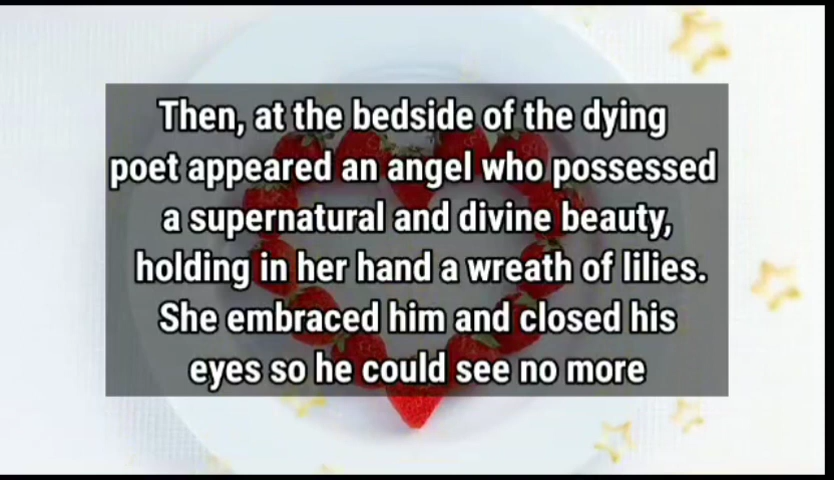 Then, at the bedside of the dying
poet appeared an angel who possessed
a supernatural and divine beauty,
holding in her hand a wreath of lilies.
She embraced him and closed his
eyes so he could see no more